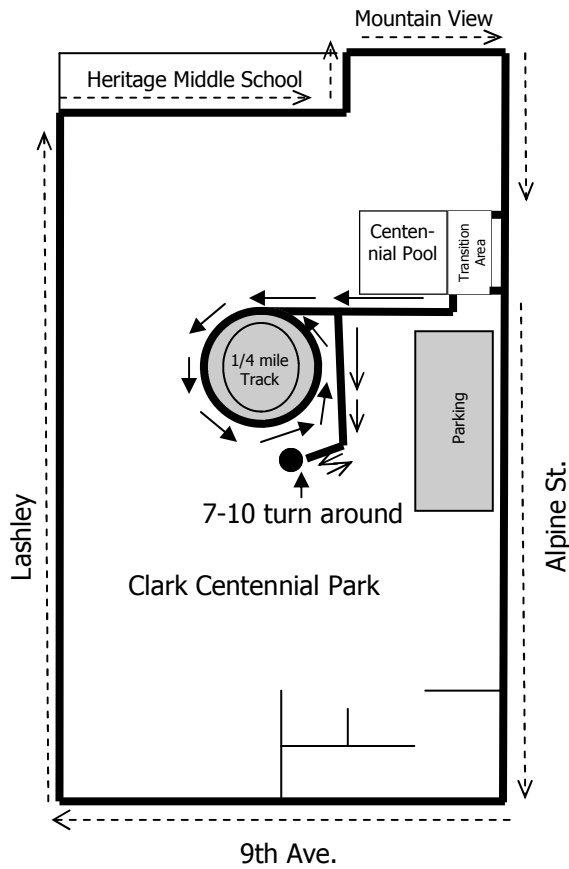 Mountain View
Heritage Middle School
Centen-
nial Pool
Transition
Area
1/4 mile
Track
Parking
7-10 turn around
Lashley
Alpine St.
Clark Centennial Park
9th Ave.